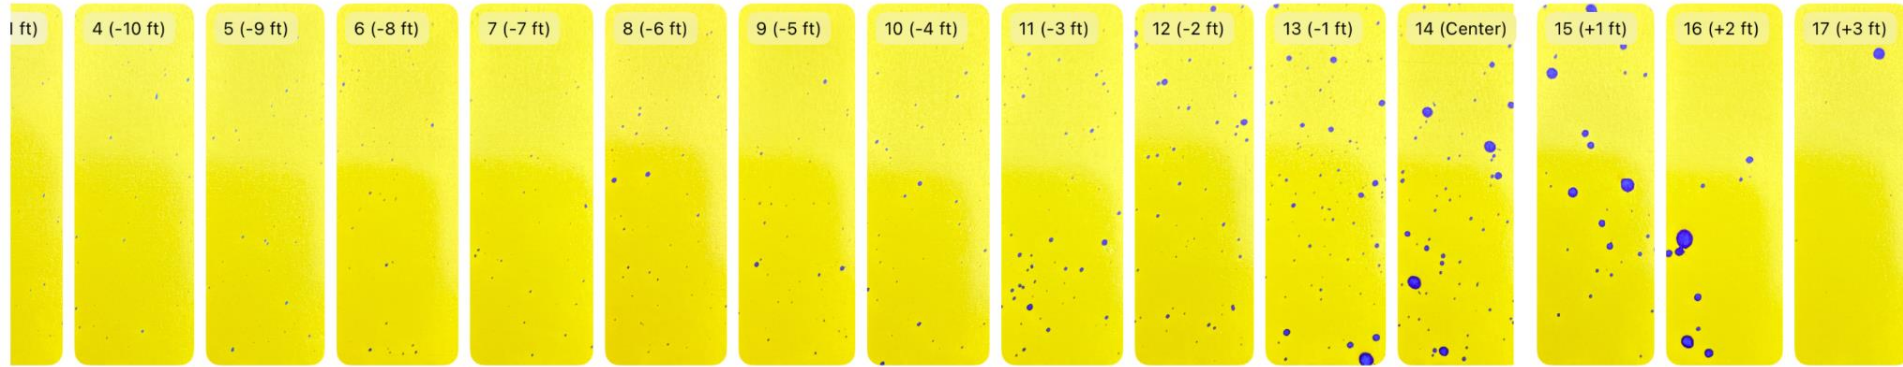 1 ft)
4 (-10 ft)
5 (-9 ft)
6 (-8 ft)
7 (-7 ft)
8 (-6 ft)
9 (-5 ft)
10 (-4 ft)
11 (-3 ft)
12 (-2 ft)
13 (-1 ft)
14 (Center)
15 (+1 ft)
16 (+2 ft)
17 (+3 ft)